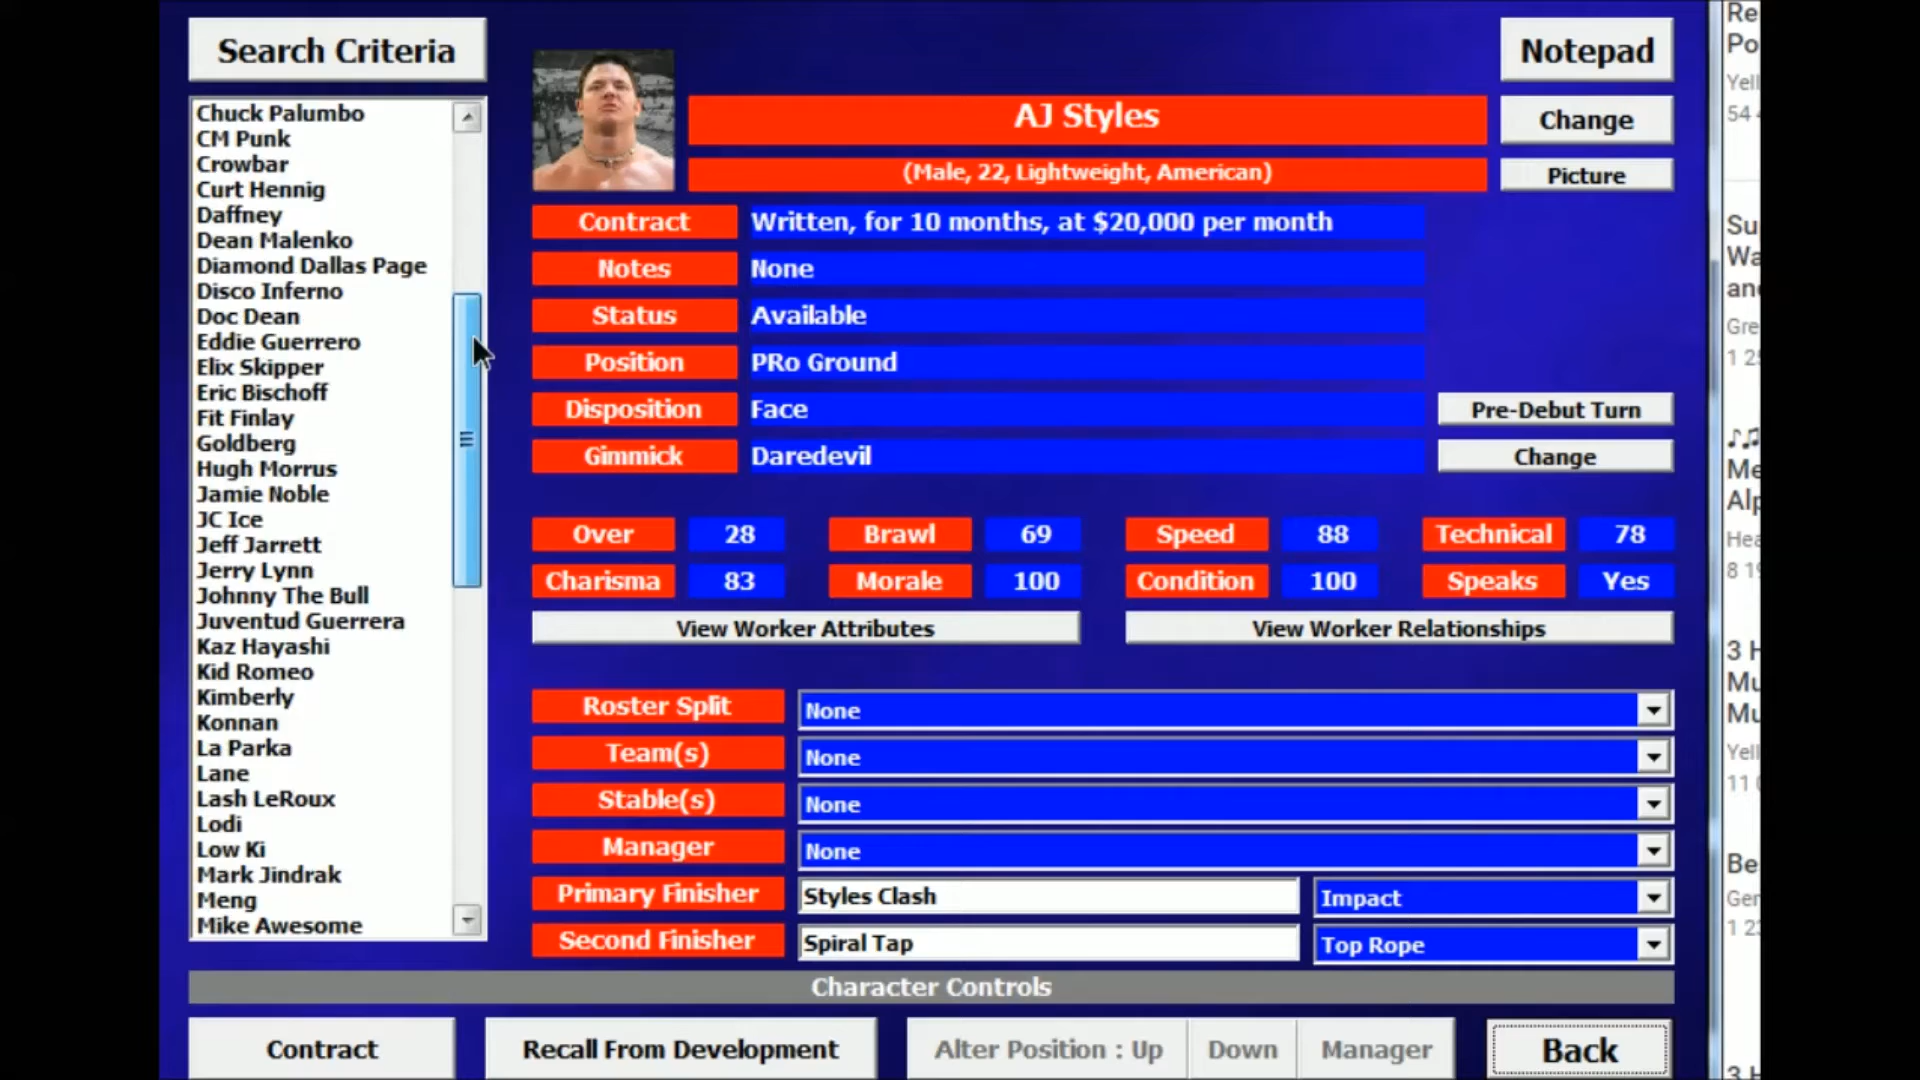 Search Criteria
Notepad
AJ Styles
Change
(Male, 22, Lightweight, American)
Picture
Chuck Palumbo
CM Punk
Crowbar
Curt Hennig
Daffney
Dean Malenko
Diamond Dallas Page
Disco Inferno
Doc Dean
Eddie Guerrero
Elix Skipper
Eric Bischoff
Fit Finlay
Goldberg
Hugh Morrus
Jamie Noble
JC Ice
Jeff Jarrett
Jerry Lynn
Johnny The Bull
Juventud Guerrera
Kaz Hayashi
Kid Romeo
Kimberly
Konnan
La Parka
Lane
Lash LeRoux
Lodi
Low Ki
Mark Jindrak
Meng
Mike Awesome
Contract Written, for 10 months, at $20,000 per month
Notes None
Status Available
Position PRo Ground
Disposition Face Pre-Debut Turn
Gimmick Daredevil Change
Over 28 Brawl 69 Speed 88 Technical 78
Charisma 83 Morale 100 Condition 100 Speaks Yes
View Worker Attributes View Worker Relationships
Roster Split None
Team(s) None
Stable(s) None
Manager None
Primary Finisher Styles Clash Impact
Second Finisher Spiral Tap Top Rope
Character Controls
Contract Recall From Development Alter Position : Up Down Manager Back